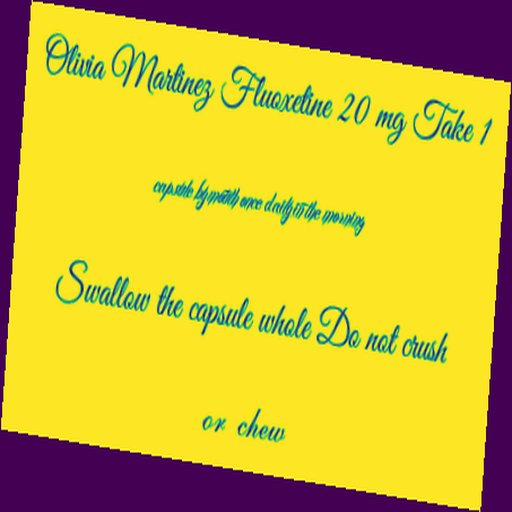 Olivia Martinez Fluoxetine 20 mg Take 1
capsule by mouth once daily in the morning
Swallow the capsule whole Do not crush
or chew